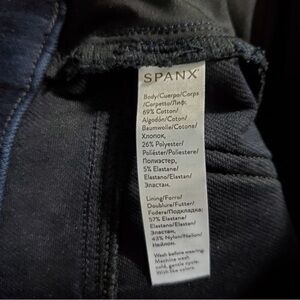 SPANX
Body/Cuerpo/Corps
/Corpetto/Лиф:
69% Cotton/
Algodón/Coton/
Baumwolle/Cotone/
Хлопок,
26% Polyester/
Poliéster/Poliestere/
Полиэстер,
5% Elastane/
Elastano/Elastan/
Эластан.
Lining/Forro/
Doublure/Futter/
Fodera/Подкладка:
57% Elastane/
Elastano/Elastan/
Эластан,
43% Nylon/Nailon/
Нейлон.
Wash before wearing.
Machine wash
cold, gentle cycle.
With like colors.